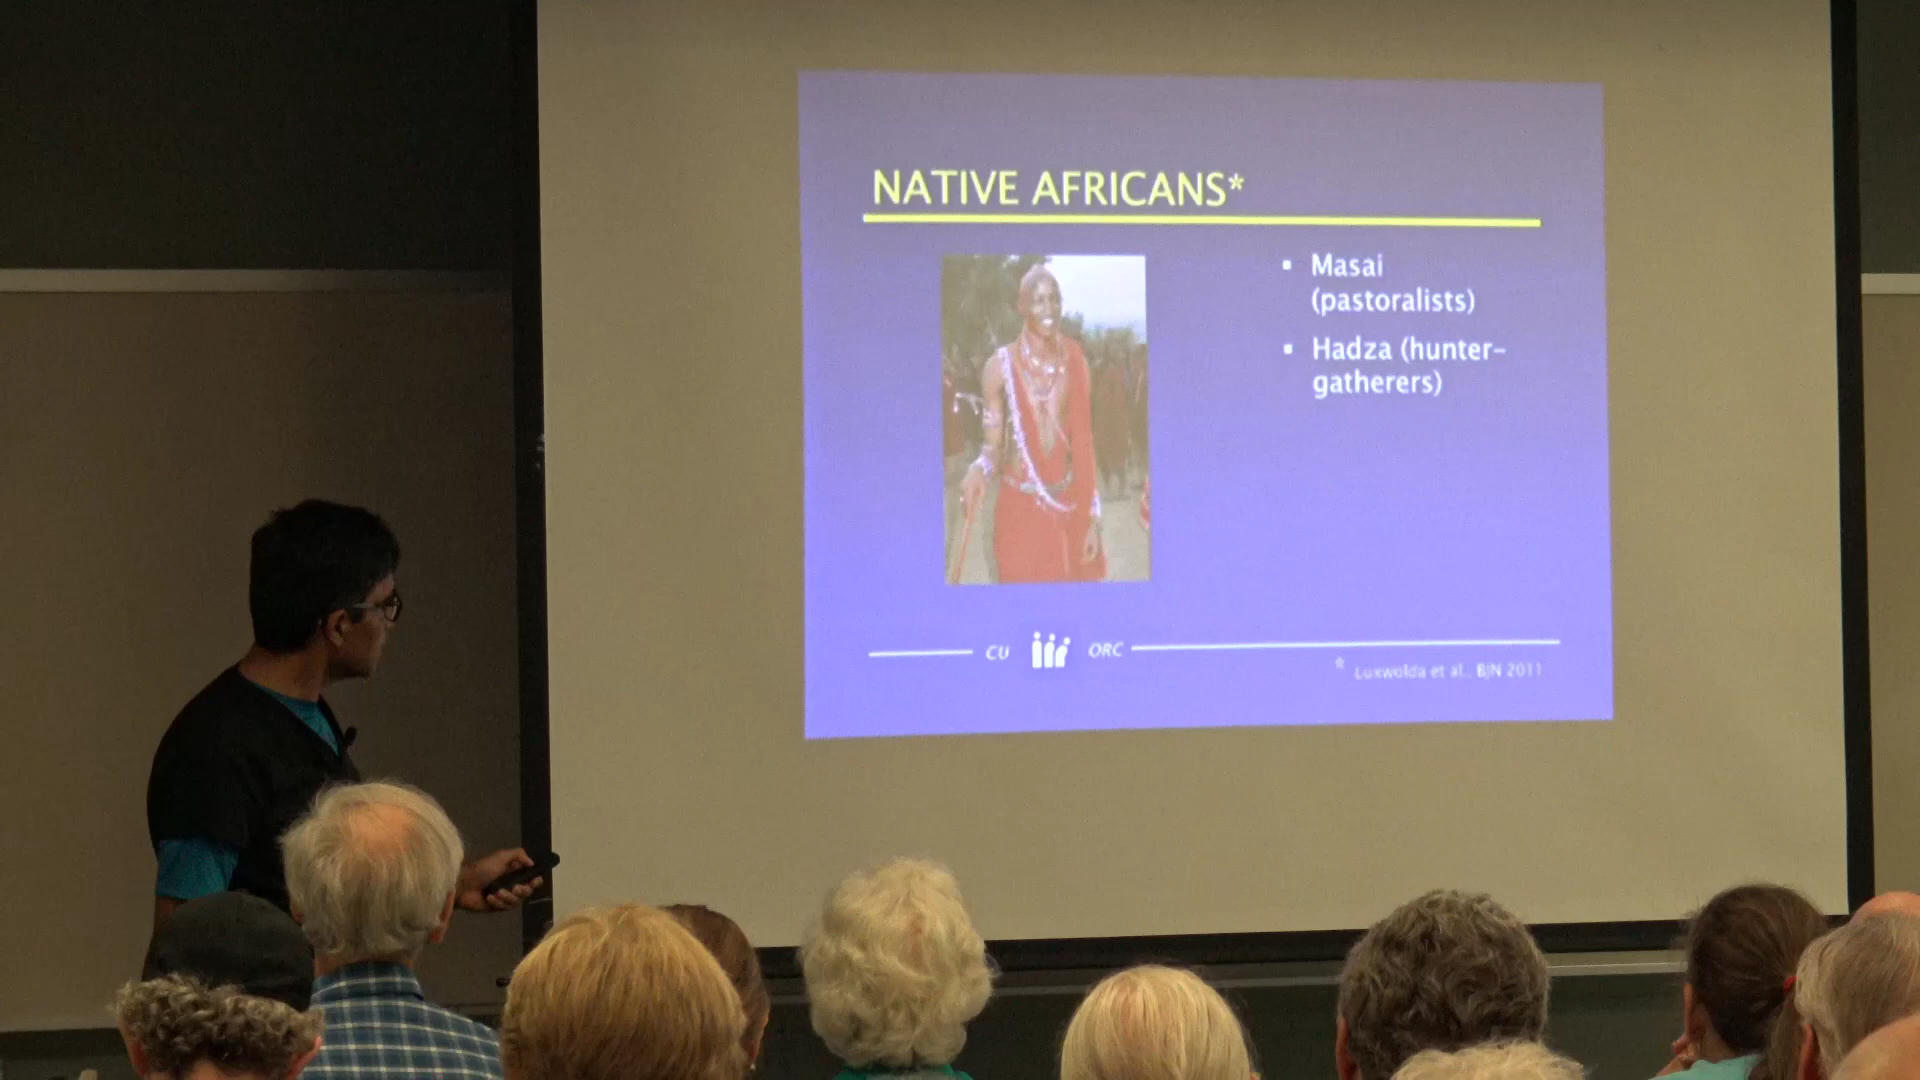 NATIVE AFRICANS*
▪ Masai
(pastoralists)
▪ Hadza (hunter-
gatherers)
CU ORC
* Luxwolda et al., BJN 2011